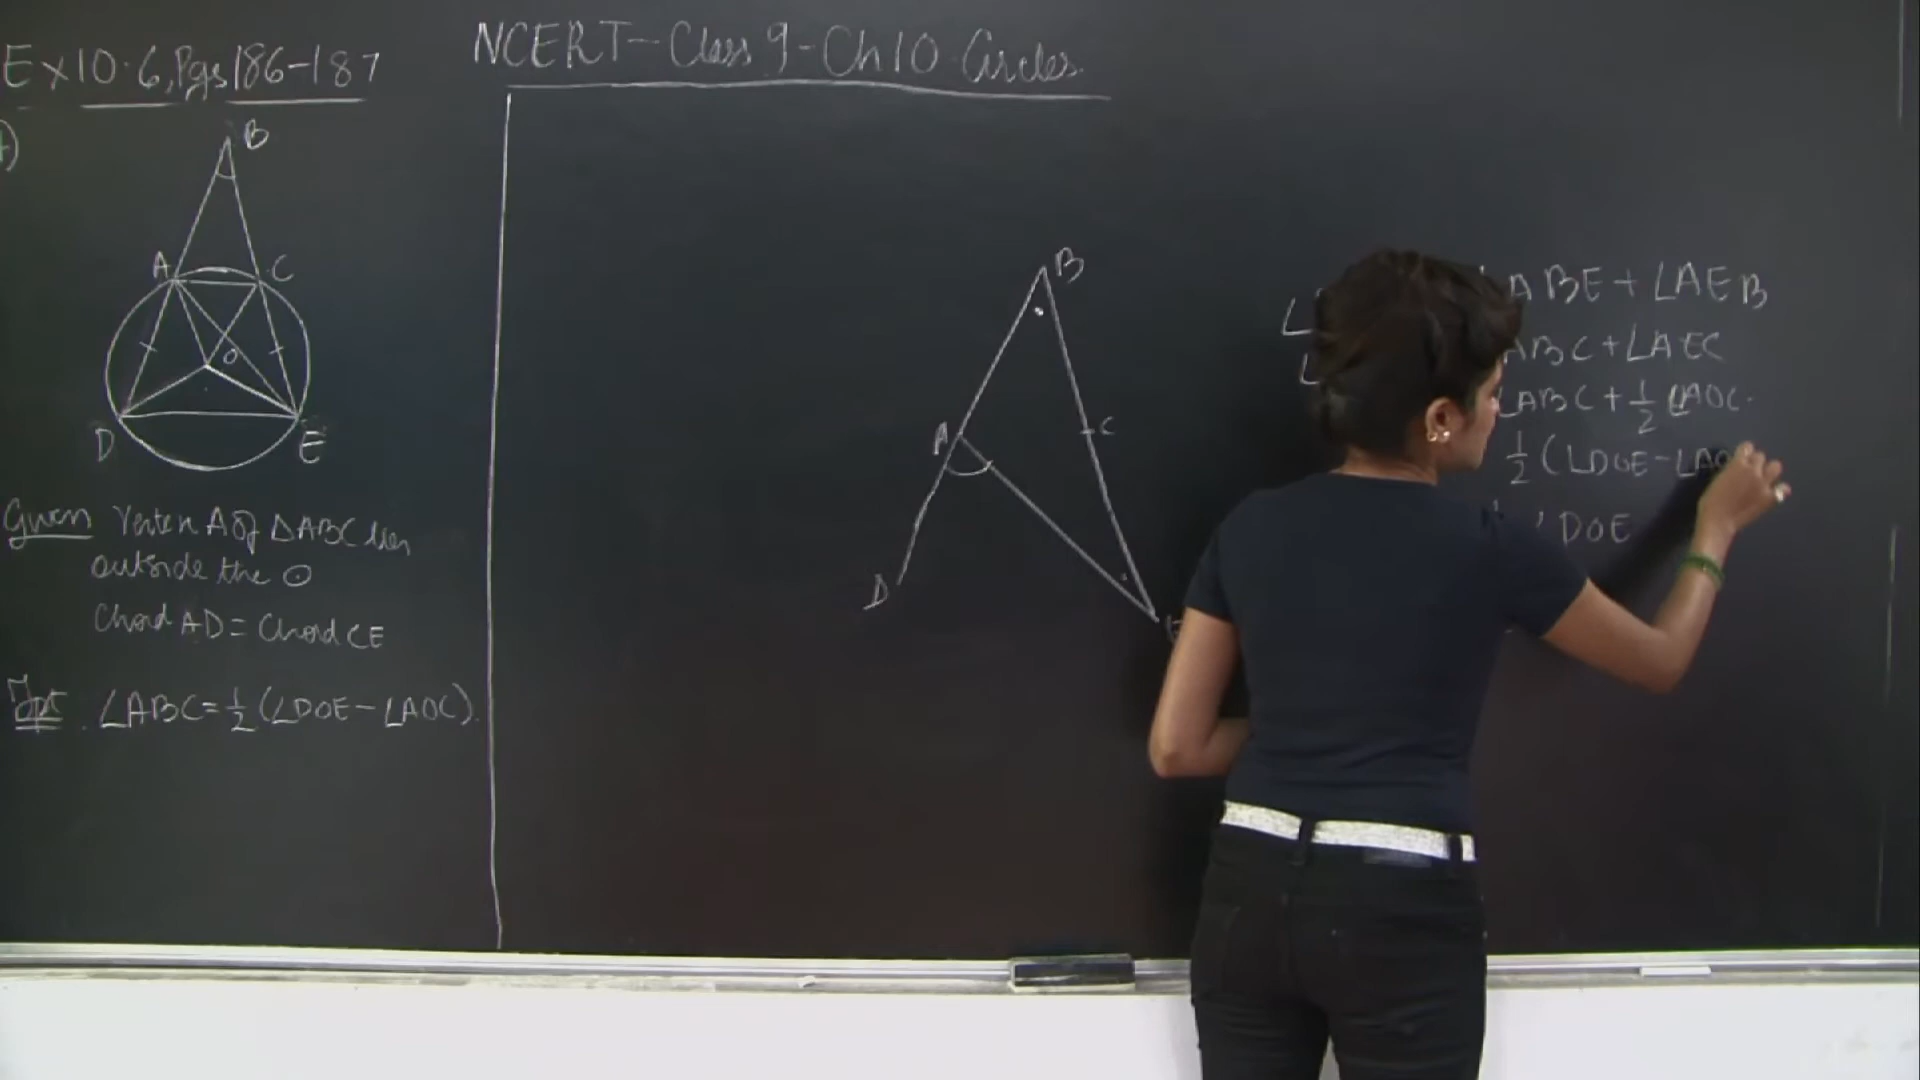 Ex 10.6, Pgs 186-187
NCERT-Class 9-Ch 10 Circles
B
A C
O
D E
Given Vertex A of ΔABC lies
outside the ⊙
Chord AD = Chord CE
∠ABC = 1/2 (∠DOE - ∠AOC).
B
A C
D
ABE + ∠AEB
ABC + ∠AEC
∠ABC + 1/2 ∠AOC.
1/2 (∠DOE - ∠AO
DOE